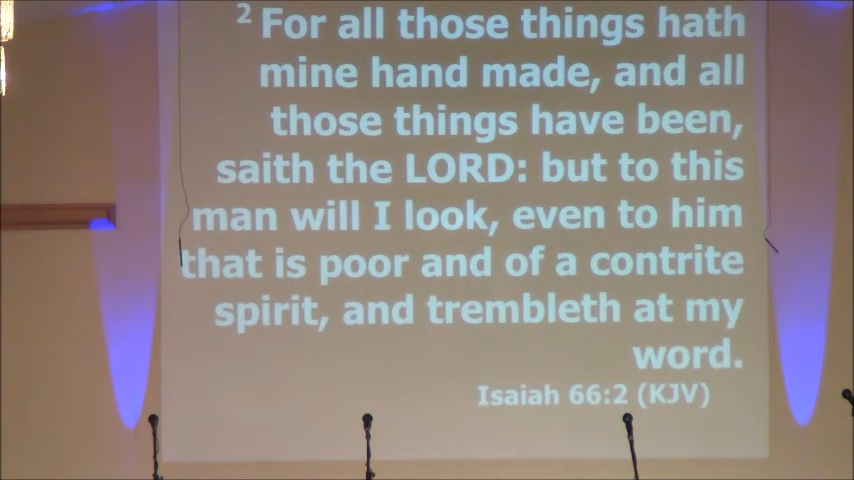 2 For all those things hath
mine hand made, and all
those things have been,
saith the LORD: but to this
man will I look, even to him
that is poor and of a contrite
spirit, and trembleth at my
word.
Isaiah 66:2 (KJV)